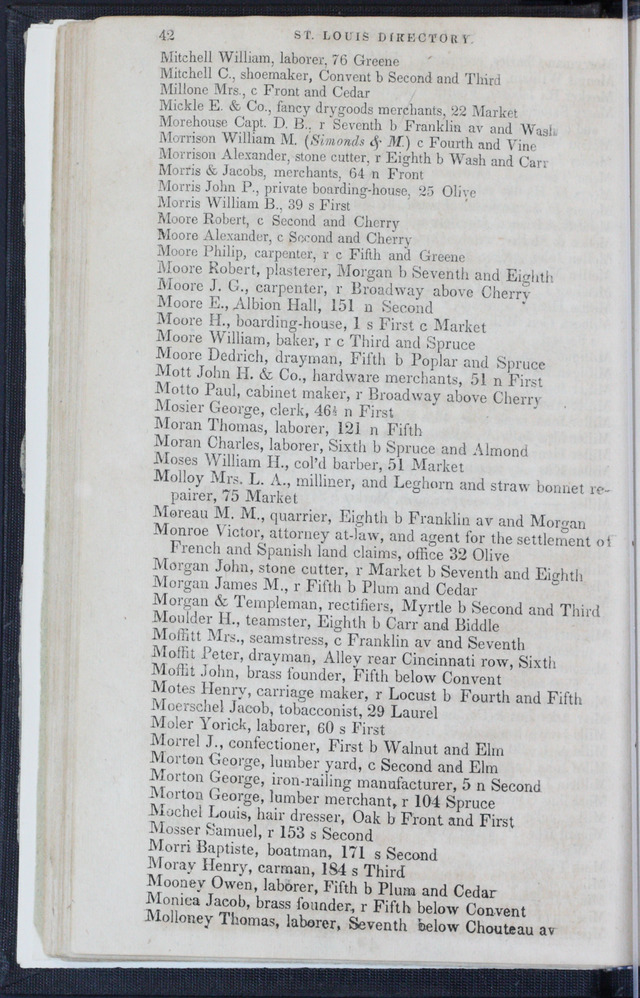 42 ST. LOUIS DIRECTORY.
Mitchell William, laborer, 76 Greene
Mitchell C., shoemaker, Convent b Second and Third
Millone Mrs., c Front and Cedar
Mickle E. & Co., fancy drygoods merchants, 22 Market
Morehouse Capt. D. B., r Seventh b Franklin av and Wash
Morrison William M. (Simonds & M.) c Fourth and Vine
Morrison Alexander, stone cutter, r Eighth b Wash and Carr
Morris & Jacobs, merchants, 64 n Front
Morris John P., private boarding-house, 25 Olive
Morris William B., 39 s First
Moore Robert, c Second and Cherry
Moore Alexander, c Second and Cherry
Moore Philip, carpenter, r c Fifth and Greene
Moore Robert, plasterer, Morgan b Seventh and Eighth
Moore J. G., carpenter, r Broadway above Cherry
Moore E., Albion Hall, 151 n Second
Moore H., boarding-house, 1 s First c Market
Moore William, baker, r c Third and Spruce
Moore Dedrich, drayman, Fifth b Poplar and Spruce
Mott John H. & Co., hardware merchants, 51 n First
Motto Paul, cabinet maker, r Broadway above Cherry
Mosier George, clerk, 46½ n First
Moran Thomas, laborer, 121 n Fifth
Moran Charles, laborer, Sixth b Spruce and Almond
Moses William H., col'd barber, 51 Market
Molloy Mrs. L. A., milliner, and Leghorn and straw bonnet re-
pairer, 75 Market
Moreau M. M., quarrier, Eighth b Franklin av and Morgan
Monroe Victor, attorney at-law, and agent for the settlement of
French and Spanish land claims, office 32 Olive
Morgan John, stone cutter, r Market b Seventh and Eighth
Morgan James M., r Fifth b Plum and Cedar
Morgan & Templeman, rectifiers, Myrtle b Second and Third
Moulder H., teamster, Eighth b Carr and Biddle
Moffitt Mrs., seamstress, c Franklin av and Seventh
Moffit Peter, drayman, Alley rear Cincinnati row, Sixth
Moffit John, brass founder, Fifth below Convent
Motes Henry, carriage maker, r Locust b Fourth and Fifth
Moerschel Jacob, tobacconist, 29 Laurel
Moler Yorick, laborer, 60 s First
Morrel J., confectioner, First b Walnut and Elm
Morton George, lumber yard, c Second and Elm
Morton George, iron-railing manufacturer, 5 n Second
Morton George, lumber merchant, r 104 Spruce
Mochel Louis, hair dresser, Oak b Front and First
Mosser Samuel, r 153 s Second
Morri Baptiste, boatman, 171 s Second
Moray Henry, carman, 184 s Third
Mooney Owen, laborer, Fifth b Plum and Cedar
Monica Jacob, brass founder, r Fifth below Convent
Molloney Thomas, laborer, Seventh below Chouteau av